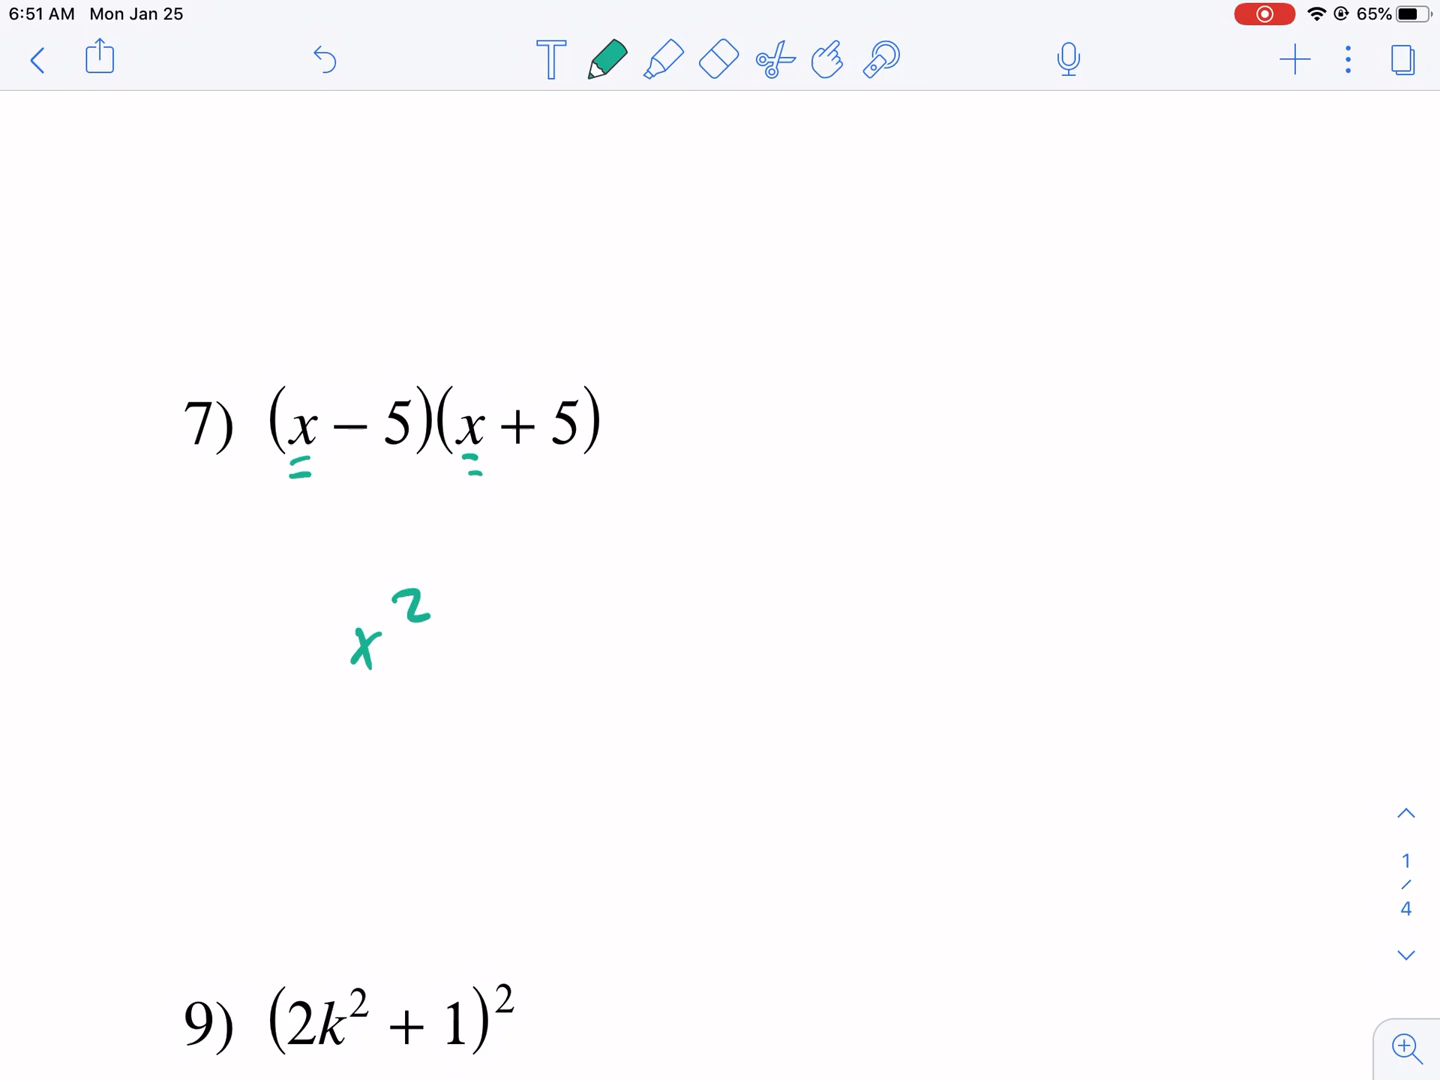 6:51 AM Mon Jan 25 65%
T
7) (x − 5)(x + 5)
x²
1
/
4
9) (2k² + 1)²